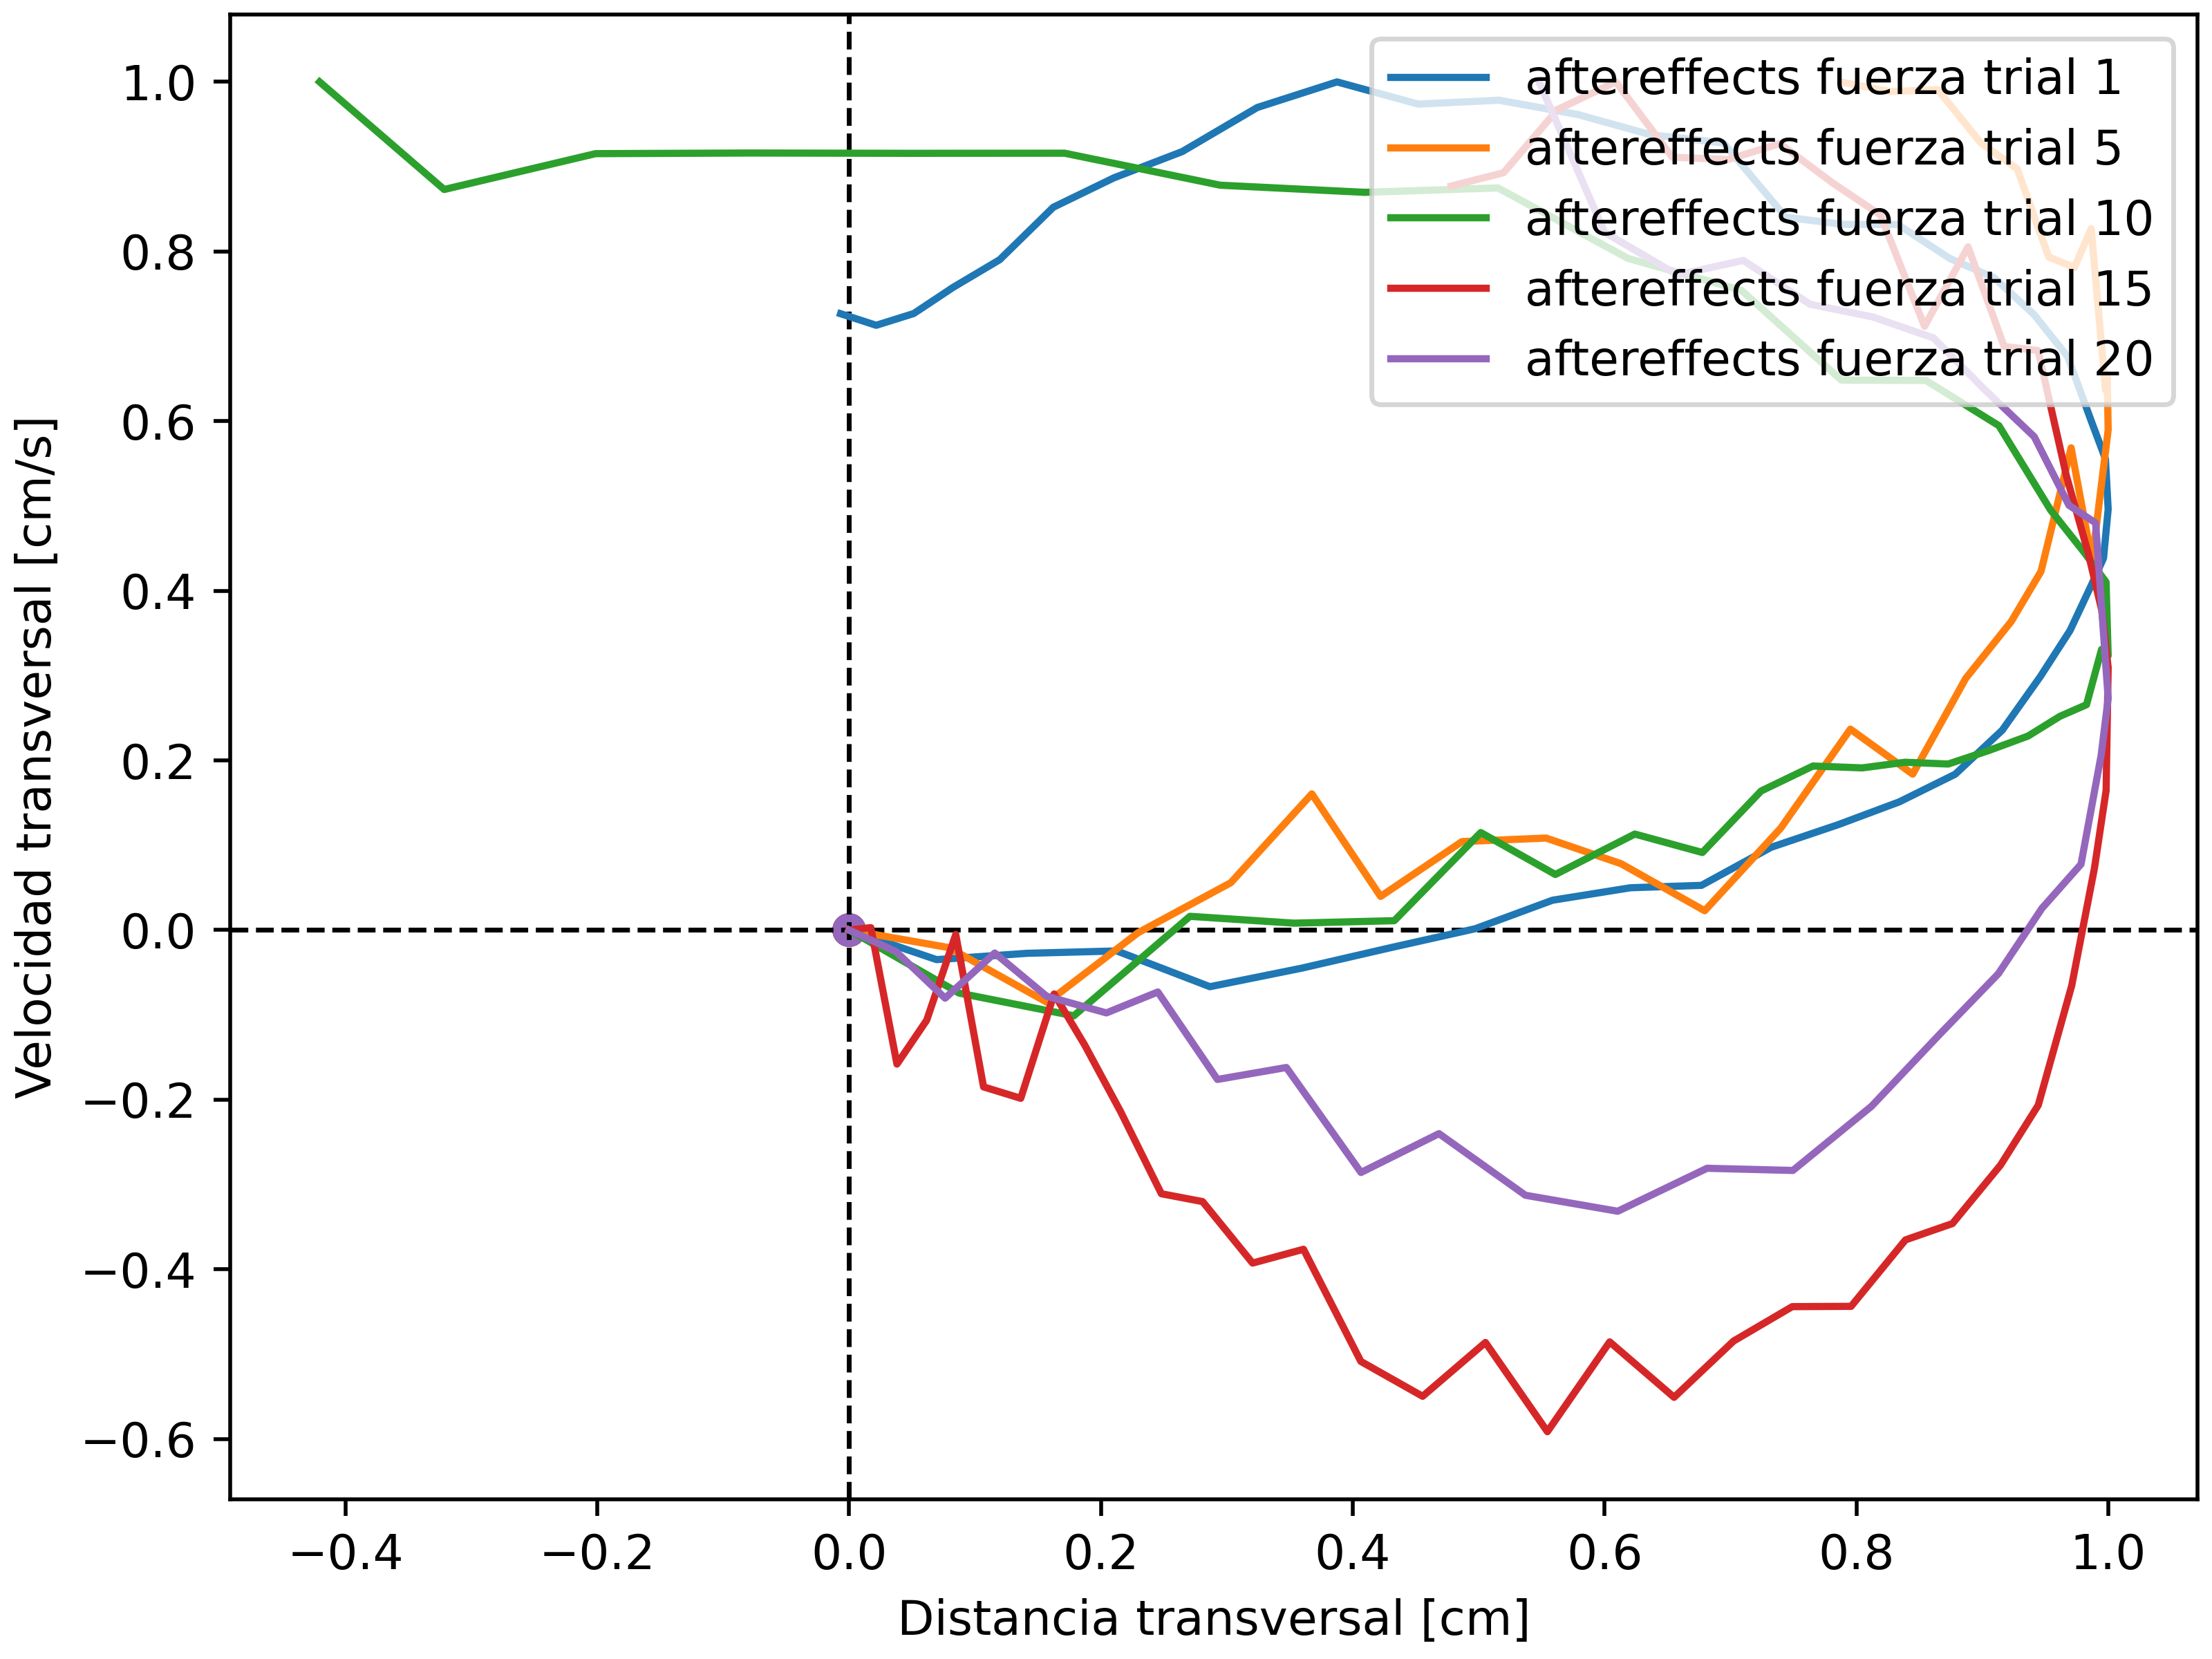 aftereffects fuerza trial 1
aftereffects fuerza trial 5
aftereffects fuerza trial 10
aftereffects fuerza trial 15
aftereffects fuerza trial 20
Velocidad transversal [cm/s]
1.0
0.8
0.6
0.4
0.2
0.0
−0.2
−0.4
−0.6
−0.4 −0.2 0.0 0.2 0.4 0.6 0.8 1.0
Distancia transversal [cm]